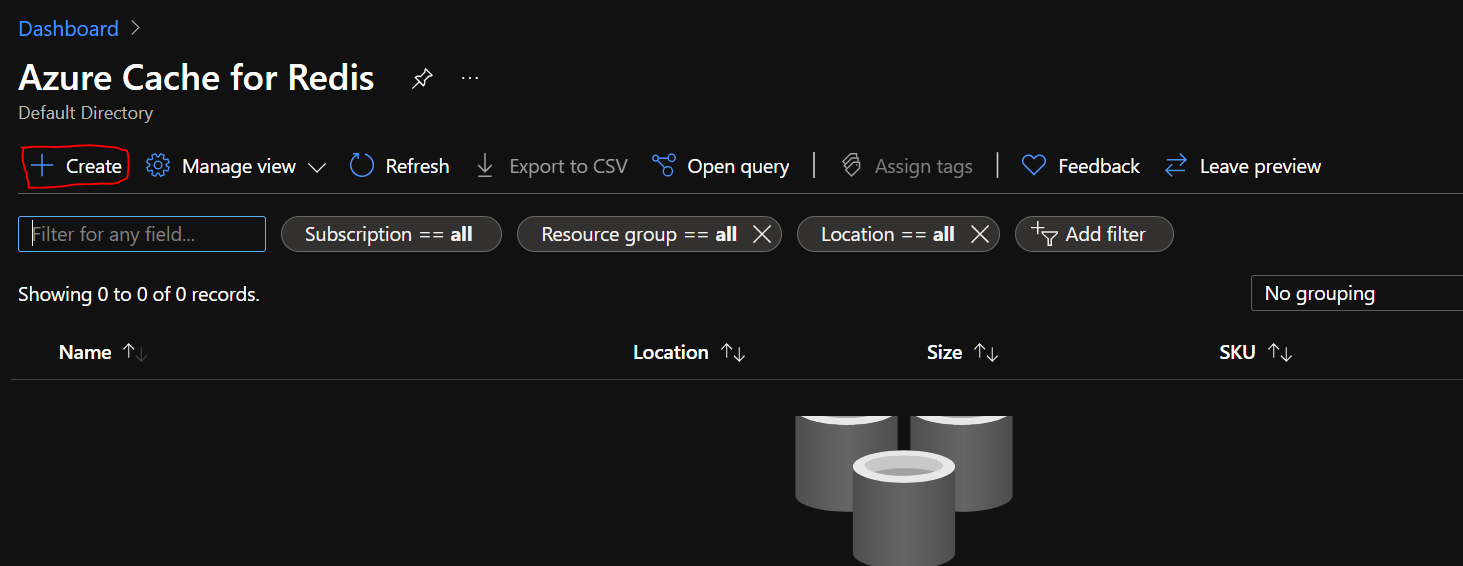 Dashboard
Azure Cache for Redis
Default Directory
Create Manage view Refresh Export to CSV Open query Assign tags Feedback Leave preview
Filter for any field... Subscription == all Resource group == all Location == all Add filter
Showing 0 to 0 of 0 records. No grouping
Name Location Size SKU